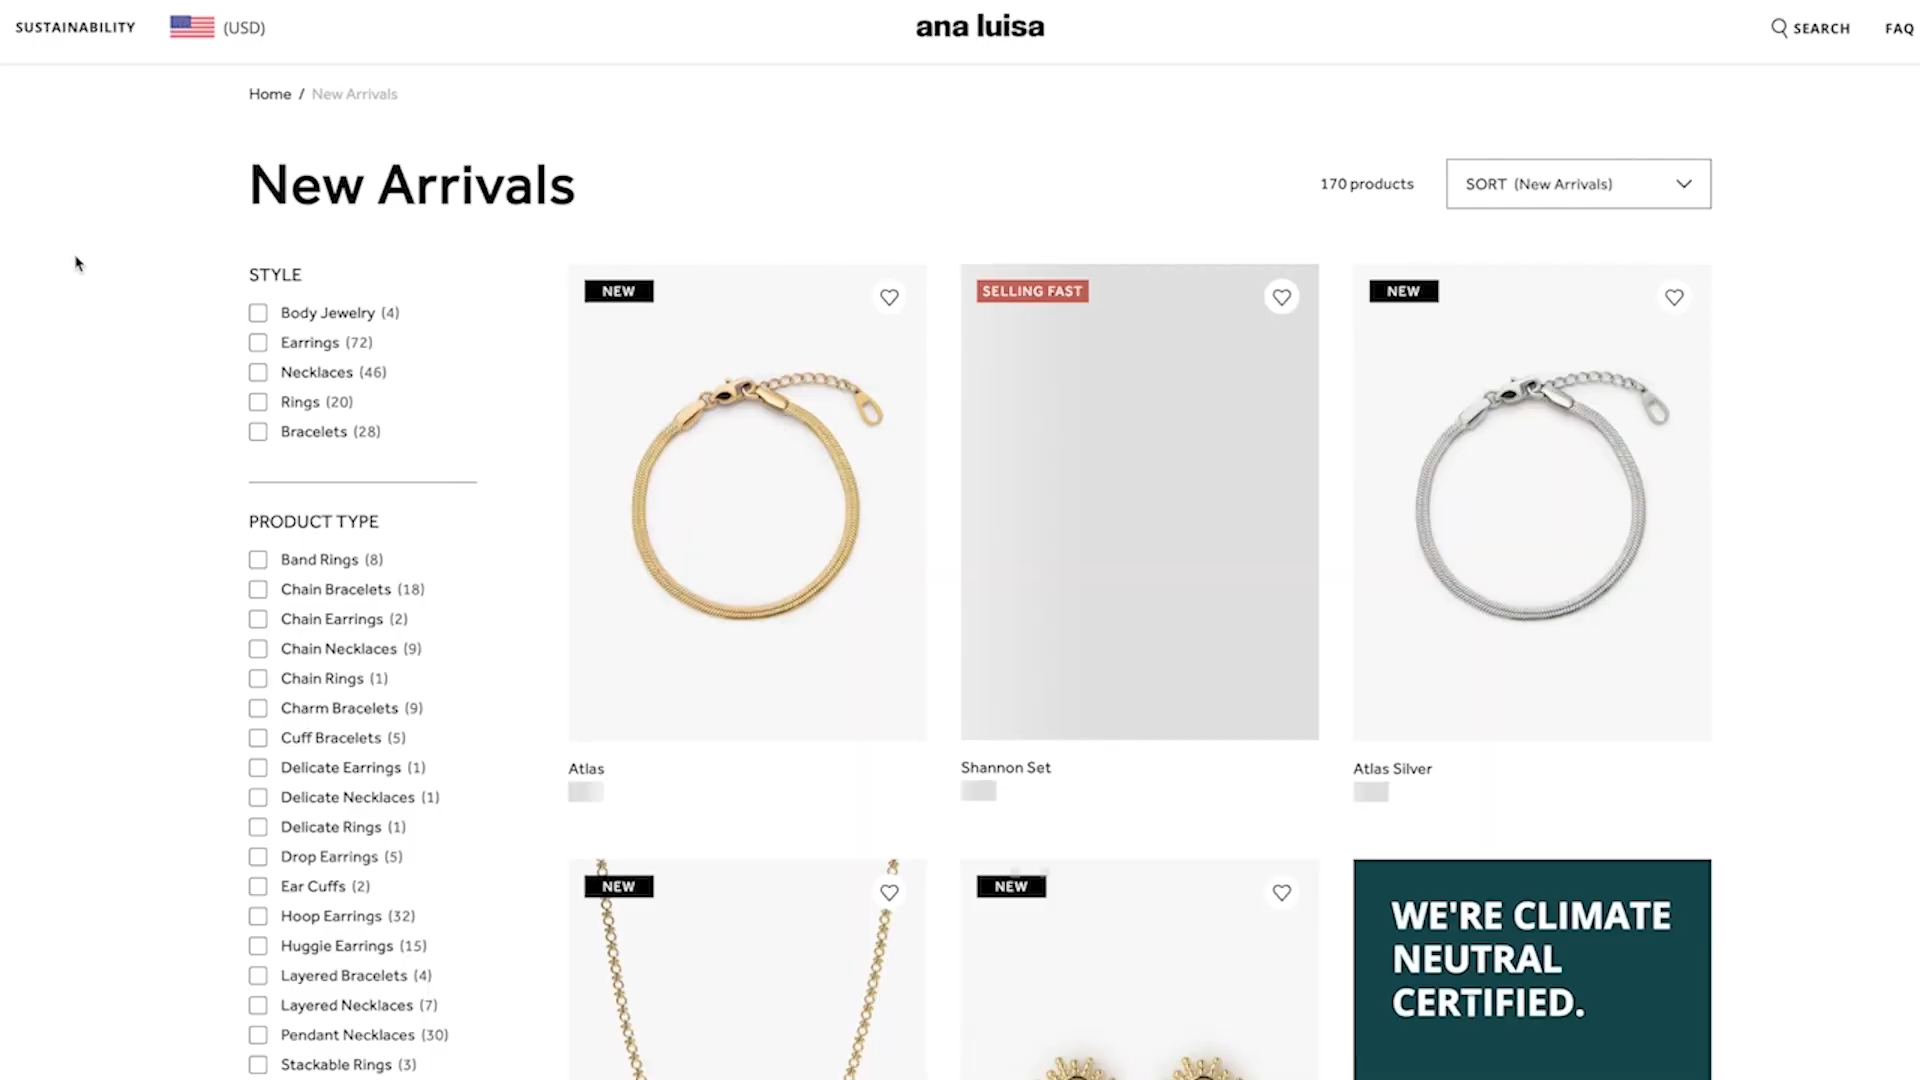 SUSTAINABILITY
(USD)
ana luisa
SEARCH
FAQ
Home / New Arrivals
New Arrivals
170 products
SORT (New Arrivals)
STYLE
Body Jewelry (4)
Earrings (72)
Necklaces (46)
Rings (20)
Bracelets (28)
PRODUCT TYPE
Band Rings (8)
Chain Bracelets (18)
Chain Earrings (2)
Chain Necklaces (9)
Chain Rings (1)
Charm Bracelets (9)
Cuff Bracelets (5)
Delicate Earrings (1)
Delicate Necklaces (1)
Delicate Rings (1)
Drop Earrings (5)
Ear Cuffs (2)
Hoop Earrings (32)
Huggie Earrings (15)
Layered Bracelets (4)
Layered Necklaces (7)
Pendant Necklaces (30)
Stackable Rings (3)
NEW
SELLING FAST
NEW
Atlas
Shannon Set
Atlas Silver
NEW
NEW
WE'RE CLIMATE
NEUTRAL
CERTIFIED.